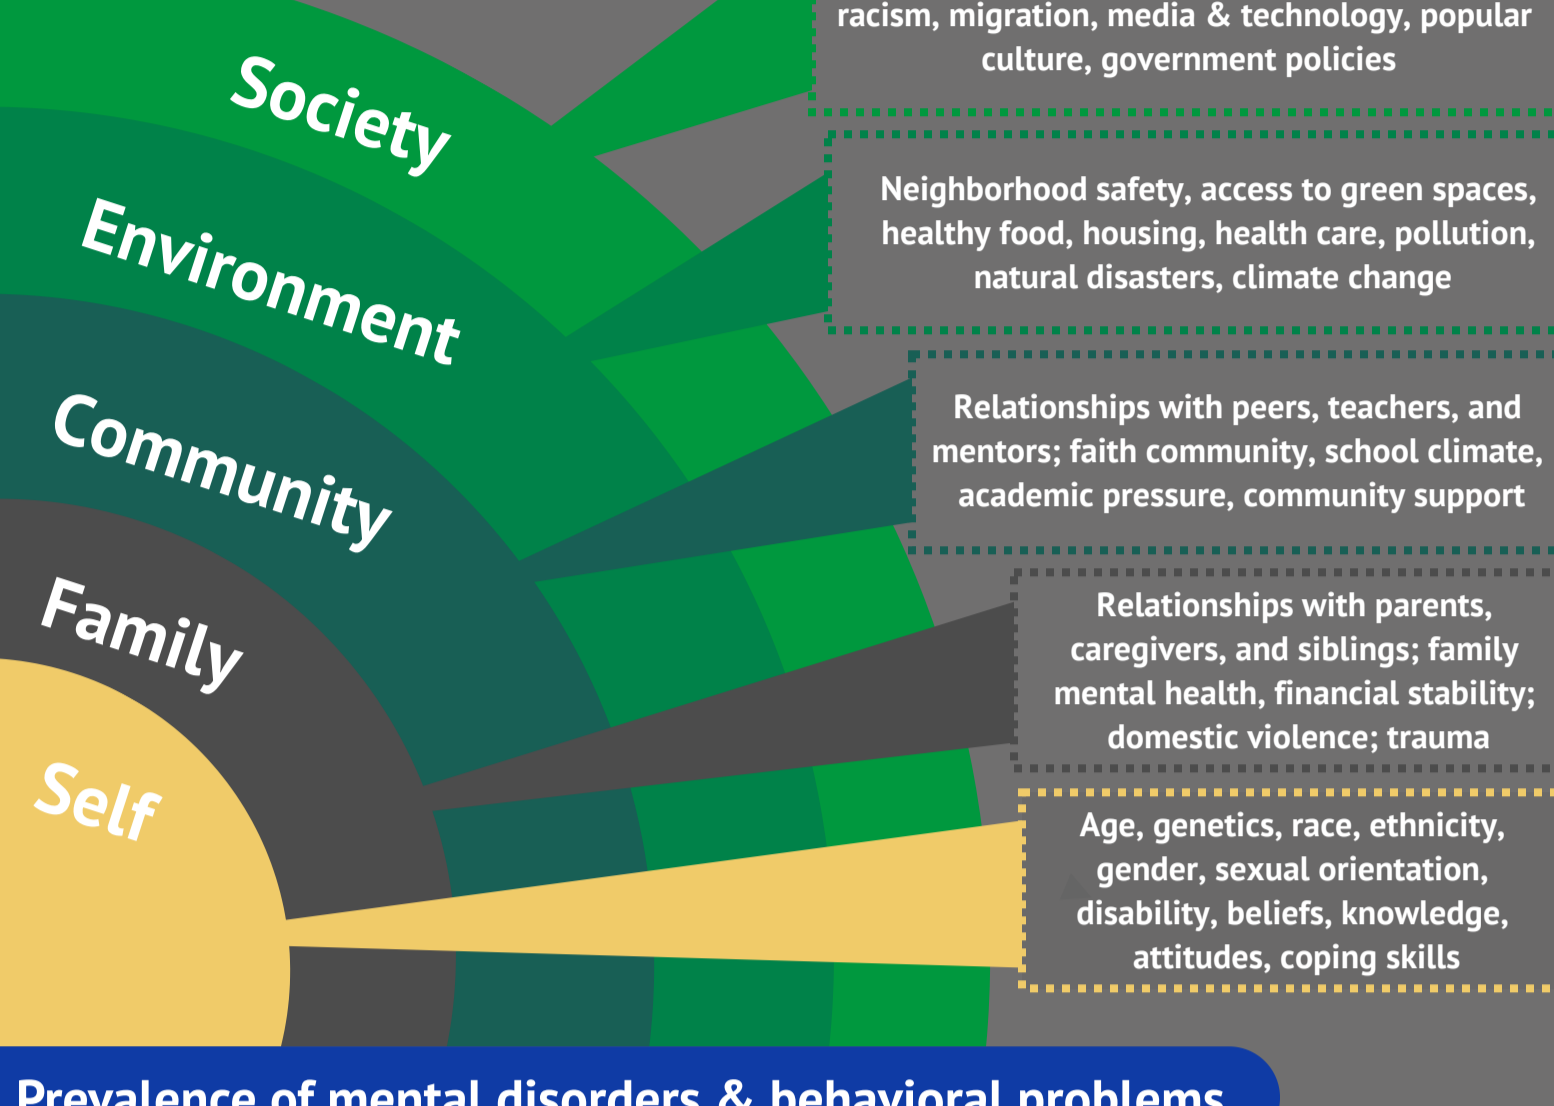 racism, migration, media & technology, popular
culture, government policies
Society
Neighborhood safety, access to green spaces,
healthy food, housing, health care, pollution,
natural disasters, climate change
Environment
Relationships with peers, teachers, and
mentors; faith community, school climate,
academic pressure, community support
Community
Relationships with parents,
caregivers, and siblings; family
mental health, financial stability;
domestic violence; trauma
Family
Age, genetics, race, ethnicity,
gender, sexual orientation,
disability, beliefs, knowledge,
attitudes, coping skills
Self
Prevalence of mental disorders & behavioral problems